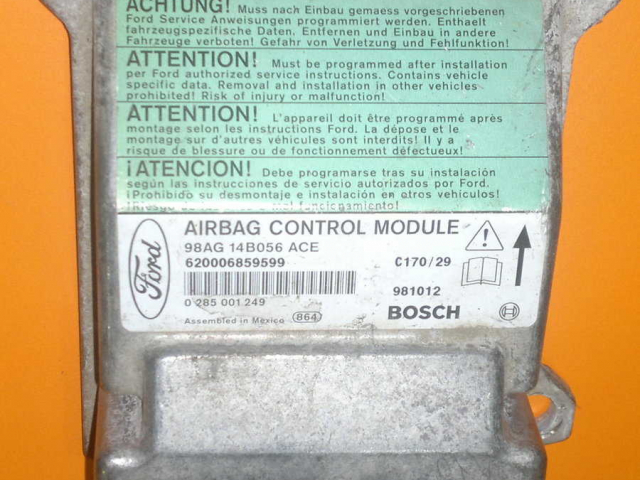 ACHTUNG! Muss nach Einbau gemaess vorgeschriebenen
Ford Service Anweisungen programmiert werden. Enthaelt
fahrzeugspezifische Daten. Entfernen und Einbau in andere
Fahrzeuge verboten! Gefahr von Verletzung und Fehlfunktion!
ATTENTION! Must be programmed after installation
per Ford authorized service instructions. Contains vehicle
specific data. Removal and installation in other vehicles
prohibited! Risk of injury or malfunction!
ATTENTION! L'appareil doit être programmé après
montage selon les instructions Ford. La dépose et le
montage sur d'autres véhicules sont interdits! Il y a
risque de blessure ou de fonctionnement défectueux!
¡ATENCION! Debe programarse tras su instalación
según las instrucciones de servicio autorizados por Ford.
¡Prohibido su desmontaje e instalación en otros vehículos!
¡Riesgo de lesiones o mal funcionamiento!
Ford
AIRBAG CONTROL MODULE
98AG 14B056 ACE
620006859599
C170/29
0 285 001 249
981012
Assembled in Mexico
864
BOSCH